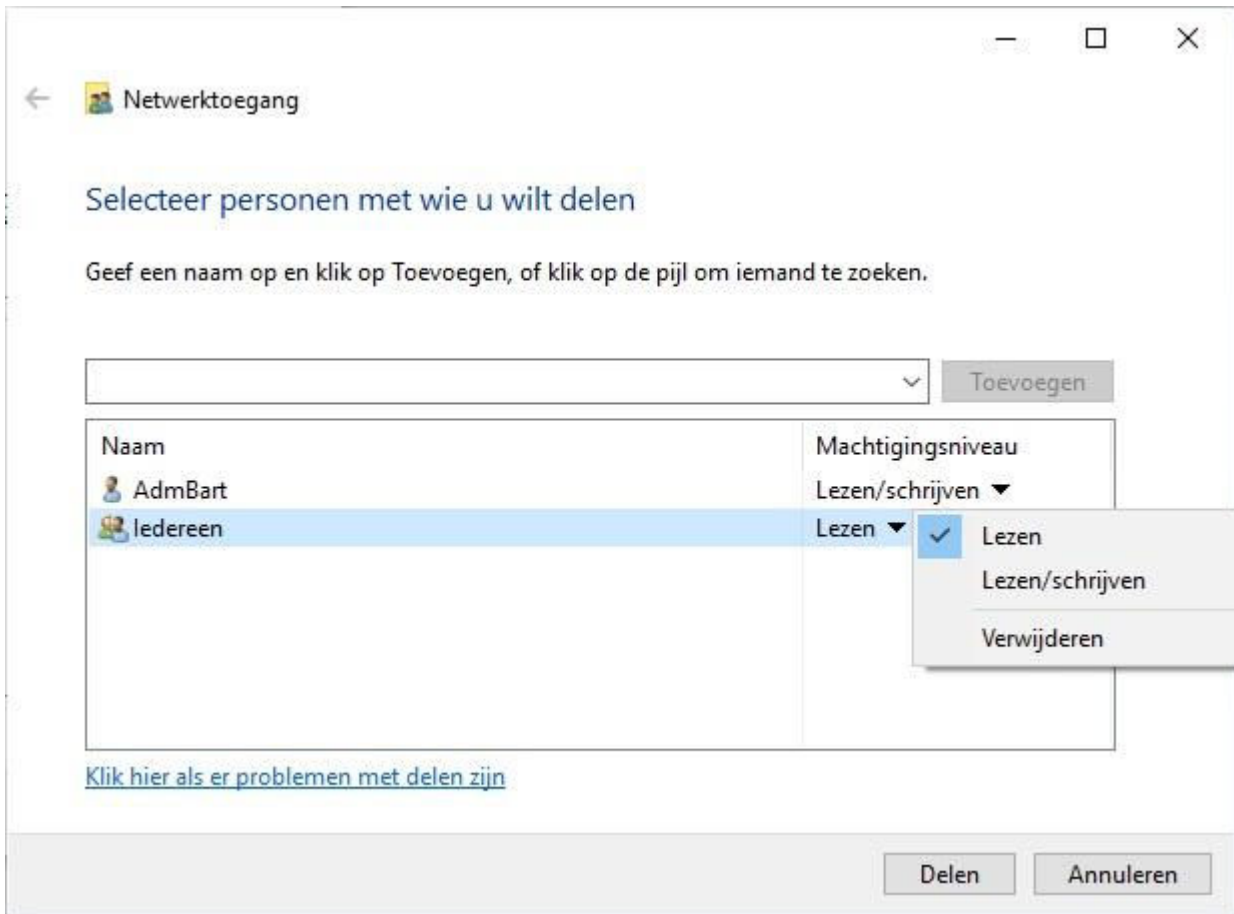 Netwerktoegang
Selecteer personen met wie u wilt delen
Geef een naam op en klik op Toevoegen, of klik op de pijl om iemand te zoeken.
Toevoegen
Naam Machtigingsniveau
AdmBart Lezen/schrijven
Iedereen Lezen
Lezen
Lezen/schrijven
Verwijderen
Klik hier als er problemen met delen zijn
Delen Annuleren